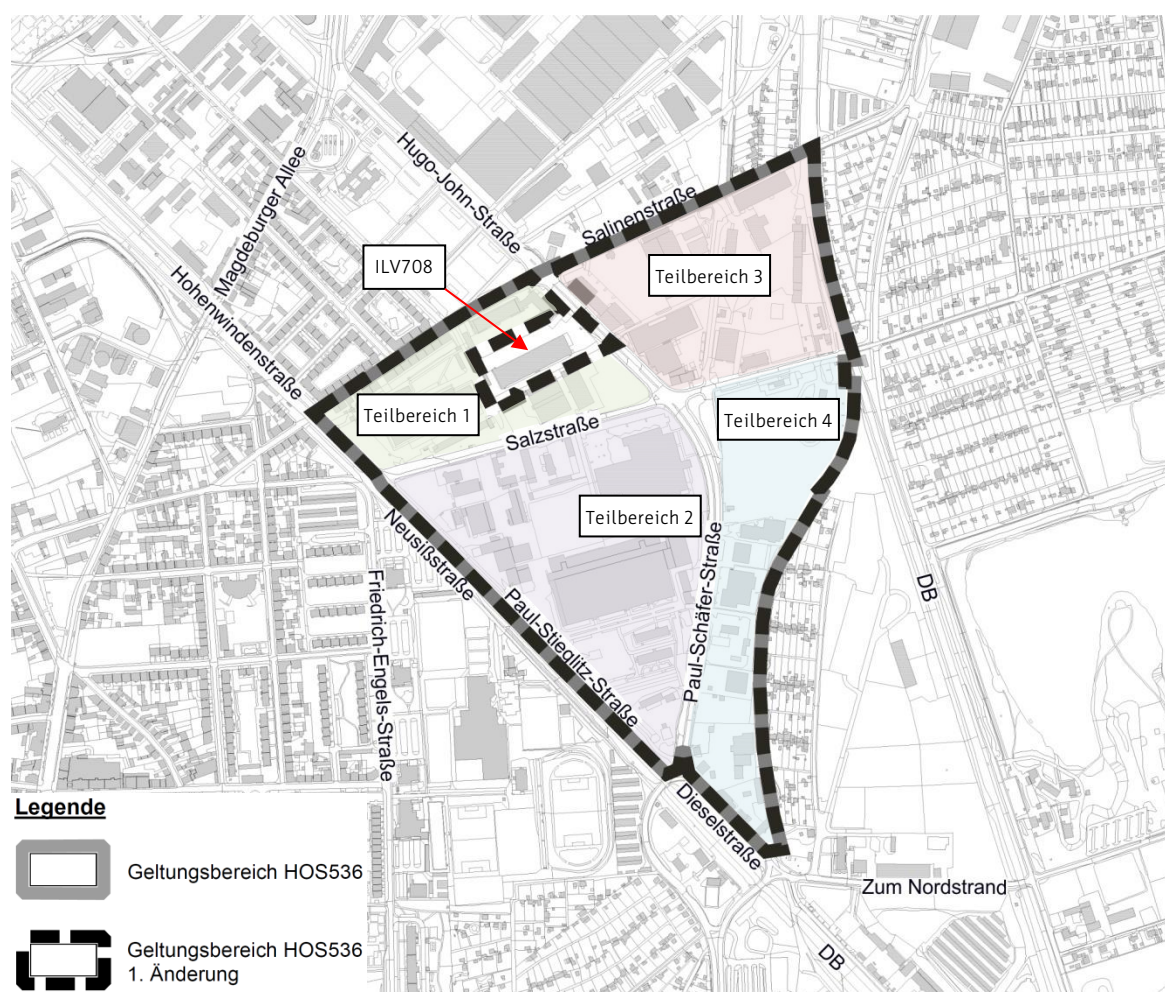 Hugo-John-Straße
Magdeburger Allee
Salinenstraße
ILV708
Teilbereich 3
Hohenwindenstraße
Teilbereich 1
Teilbereich 4
Salzstraße
Teilbereich 2
Neusißstraße
Friedrich-Engels-Straße
Paul-Stieglitz-Straße
Paul-Schäfer-Straße
DB
Dieselstraße
Zum Nordstrand
DB
Legende
Geltungsbereich HOS536
Geltungsbereich HOS536
1. Änderung